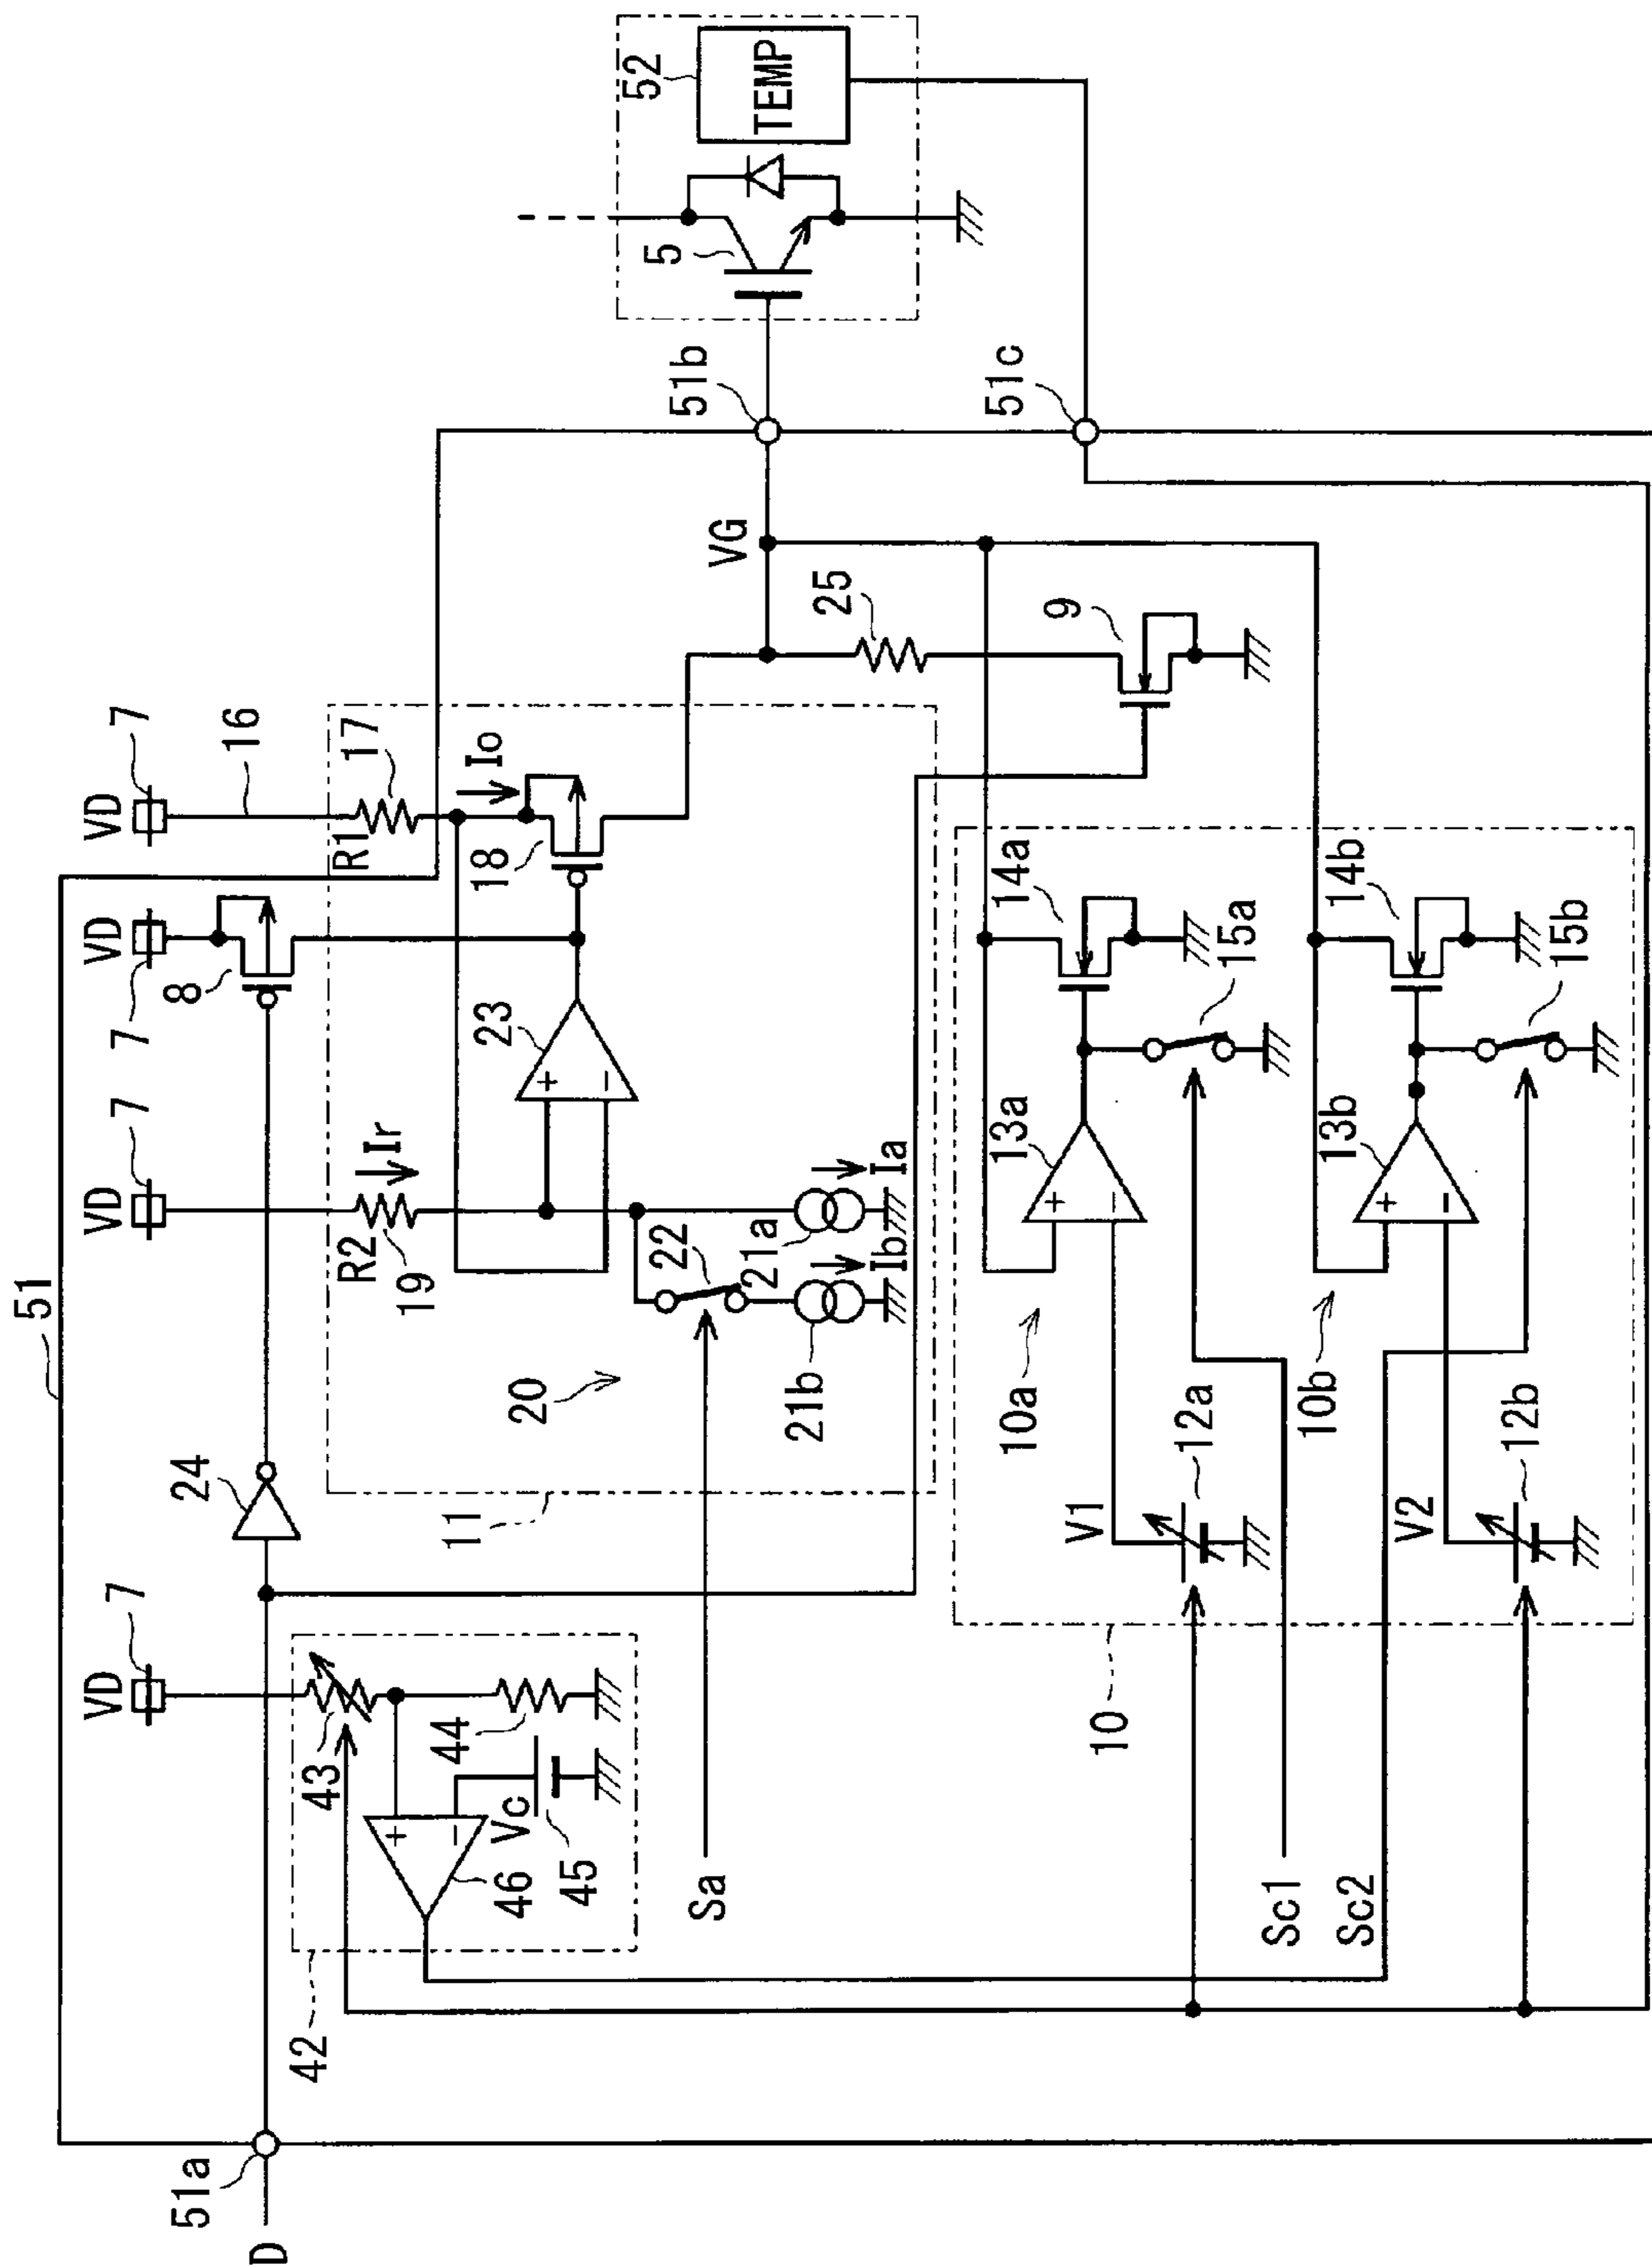 51
VD 7
VD 7
VD 7
VD 7
D
51a
24
8
16
R1 17
Io
18
R2 19
Ir
23
+
−
43
44
+
−
Vc
46
45
42
22
21a Ia
21b Ib
20
11
Sa
VG
25
9
51b
51c
5
52
TEMP
10a
13a
+
−
14a
15a
V1
12a
Sc1
10b
13b
+
−
14b
15b
V2
12b
Sc2
10